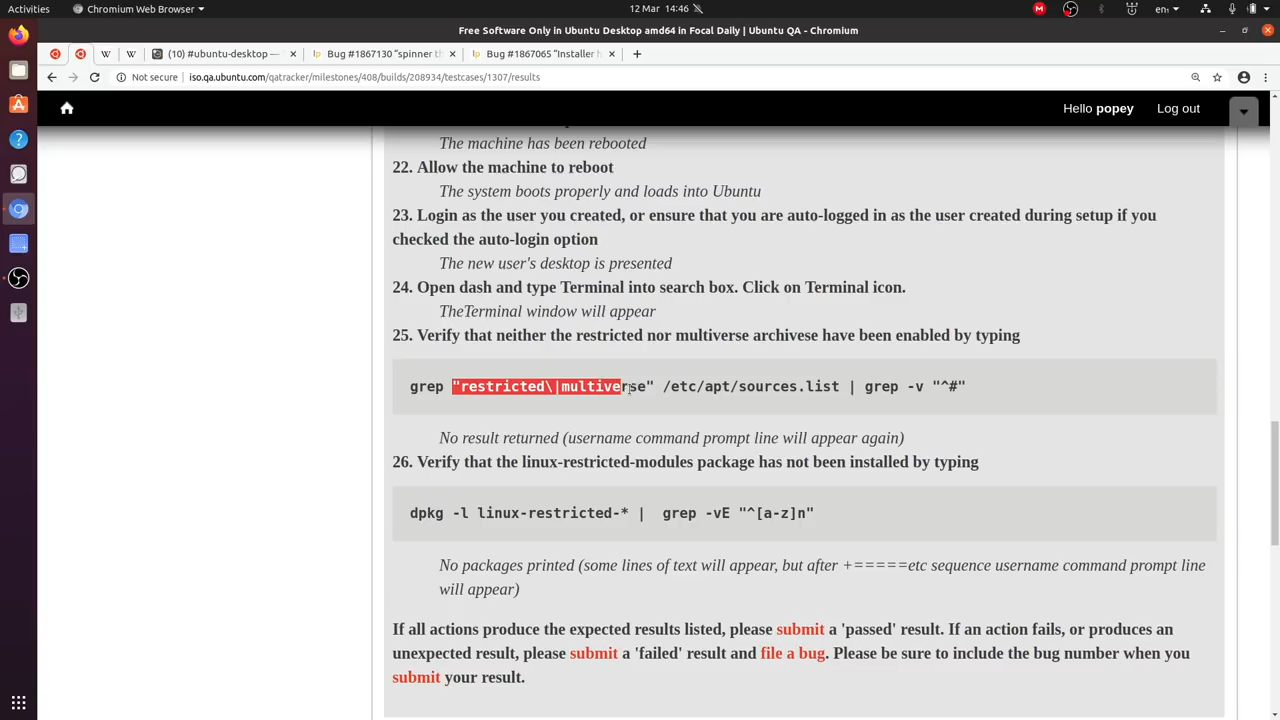 Activities
Chromium Web Browser
12 Mar 14:46
M
en
Free Software Only in Ubuntu Desktop amd64 in Focal Daily | Ubuntu QA - Chromium
W
W
(10) #ubuntu-desktop —
Bug #1867130 “spinner th
Bug #1867065 “Installer h
Not secure
iso.qa.ubuntu.com/qatracker/milestones/408/builds/208934/testcases/1307/results
Hello popey
Log out
The machine has been rebooted
22. Allow the machine to reboot
The system boots properly and loads into Ubuntu
23. Login as the user you created, or ensure that you are auto-logged in as the user created during setup if you
checked the auto-login option
The new user's desktop is presented
24. Open dash and type Terminal into search box. Click on Terminal icon.
TheTerminal window will appear
25. Verify that neither the restricted nor multiverse archivese have been enabled by typing
grep "restricted\|multiverse" /etc/apt/sources.list | grep -v "^#"
No result returned (username command prompt line will appear again)
26. Verify that the linux-restricted-modules package has not been installed by typing
dpkg -l linux-restricted-* |  grep -vE "^[a-z]n"
No packages printed (some lines of text will appear, but after +=====etc sequence username command prompt line
will appear)
If all actions produce the expected results listed, please submit a 'passed' result. If an action fails, or produces an
unexpected result, please submit a 'failed' result and file a bug. Please be sure to include the bug number when you
submit your result.